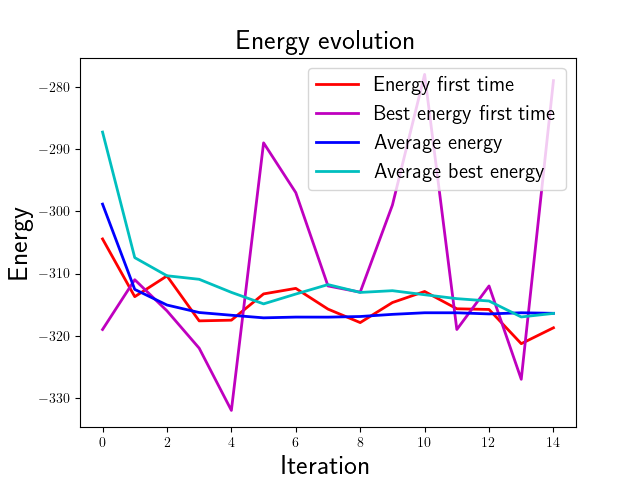 Energy evolution
−280
−290
−300
−310
−320
−330
Energy
Energy first time
Best energy first time
Average energy
Average best energy
0 2 4 6 8 10 12 14
Iteration